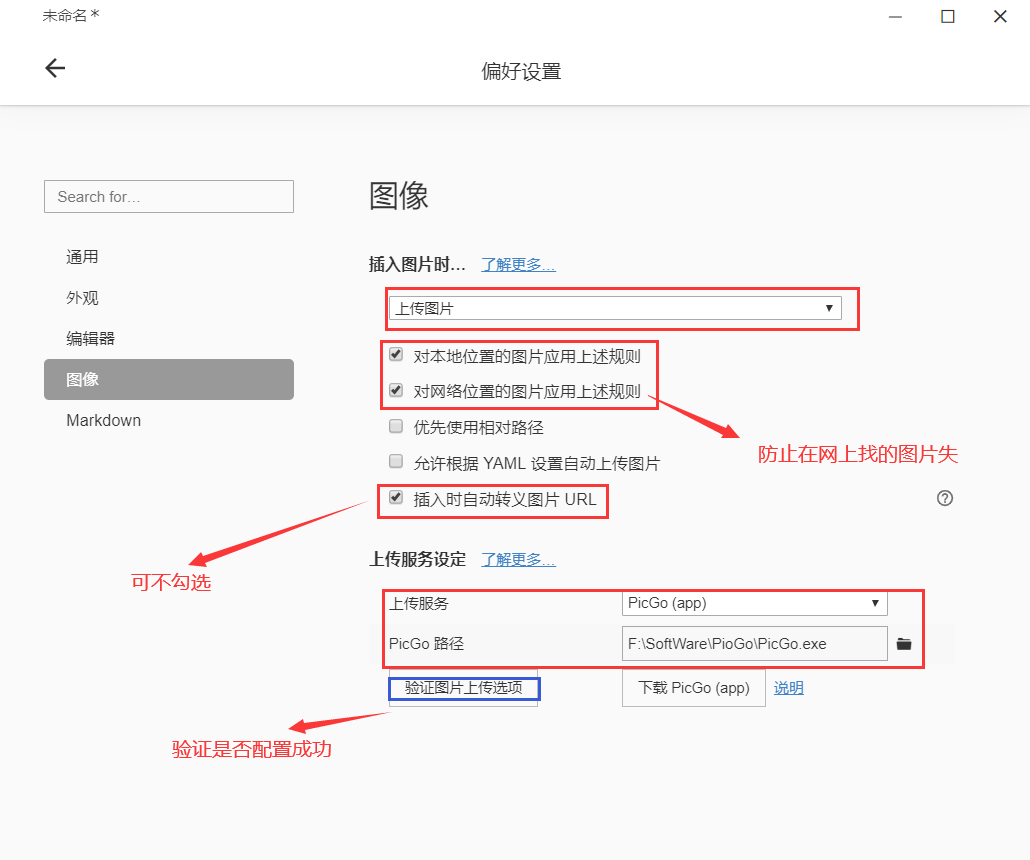 未命名*
偏好设置
Search for…
通用
外观
编辑器
图像
Markdown
图像
插入图片时… 了解更多…
上传图片
对本地位置的图片应用上述规则
对网络位置的图片应用上述规则
优先使用相对路径
防止在网上找的图片失
允许根据 YAML 设置自动上传图片
插入时自动转义图片 URL
可不勾选
上传服务设定 了解更多…
上传服务 PicGo (app)
PicGo 路径 F:\SoftWare\PioGo\PicGo.exe
验证图片上传选项 下载 PicGo (app) 说明
验证是否配置成功